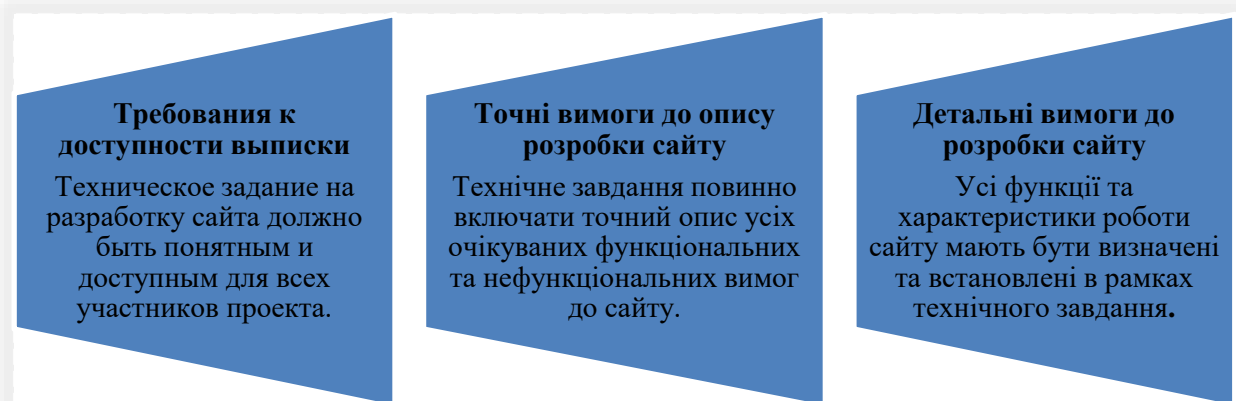 Требования к
доступности выписки
Техническое задание на
разработку сайта должно
быть понятным и
доступным для всех
участников проекта.
Точні вимоги до опису
розробки сайту
Технічне завдання повинно
включати точний опис усіх
очікуваних функціональних
та нефункціональних вимог
до сайту.
Детальні вимоги до
розробки сайту
Усі функції та
характеристики роботи
сайту мають бути визначені
та встановлені в рамках
технічного завдання.